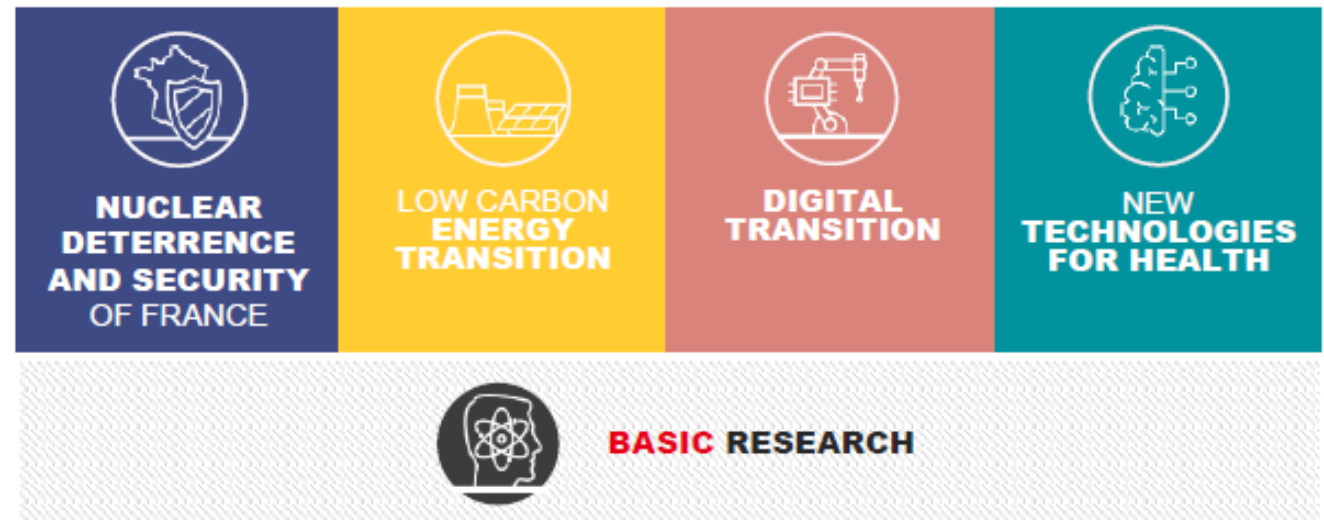 NUCLEAR
DETERRENCE
AND SECURITY
OF FRANCE
LOW CARBON
ENERGY
TRANSITION
DIGITAL
TRANSITION
NEW
TECHNOLOGIES
FOR HEALTH
BASIC RESEARCH